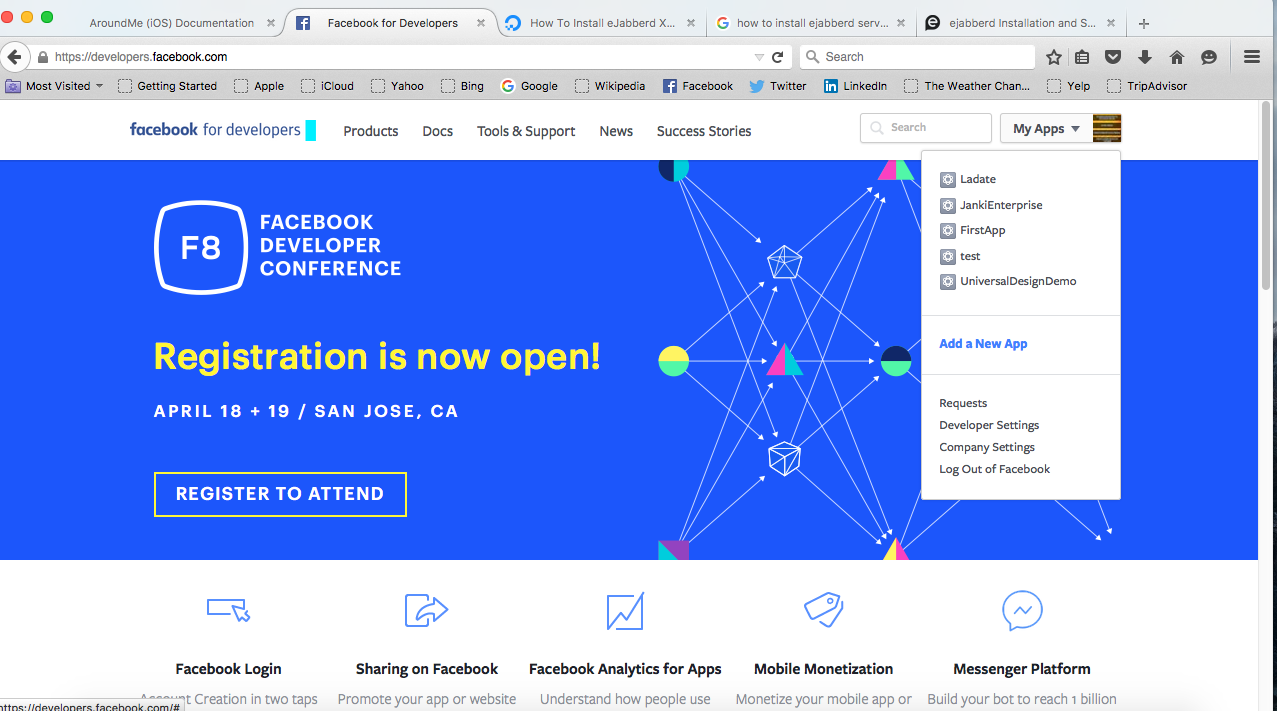 AroundMe (iOS) Documentation
Facebook for Developers
How To Install eJabberd X...
how to install ejabberd serv...
ejabberd Installation and S...
https://developers.facebook.com
Search
Most Visited
Getting Started
Apple
iCloud
Yahoo
Bing
Google
Wikipedia
Facebook
Twitter
LinkedIn
The Weather Chan...
Yelp
TripAdvisor
facebook for developers
Products
Docs
Tools & Support
News
Success Stories
Search
My Apps
Ladate
JankiEnterprise
FirstApp
test
UniversalDesignDemo
Add a New App
Requests
Developer Settings
Company Settings
Log Out of Facebook
F8
FACEBOOK
DEVELOPER
CONFERENCE
Registration is now open!
APRIL 18 + 19 / SAN JOSE, CA
REGISTER TO ATTEND
Facebook Login
Sharing on Facebook
Facebook Analytics for Apps
Mobile Monetization
Messenger Platform
Account Creation in two taps
Promote your app or website
Understand how people use
Monetize your mobile app or
Build your bot to reach 1 billion
https://developers.facebook.com/#